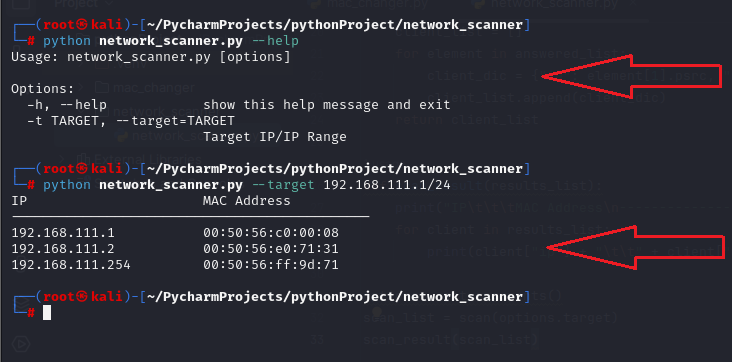 ┌──(root㉿kali)-[~/PycharmProjects/pythonProject/network_scanner]
└─# python network_scanner.py --help
Usage: network_scanner.py [options]
Options:
-h, --help show this help message and exit
-t TARGET, --target=TARGET
Target IP/IP Range
┌──(root㉿kali)-[~/PycharmProjects/pythonProject/network_scanner]
└─# python network_scanner.py --target 192.168.111.1/24
IP MAC Address
-----------------------------------------
192.168.111.1 00:50:56:c0:00:08
192.168.111.2 00:50:56:e0:71:31
192.168.111.254 00:50:56:ff:9d:71
┌──(root㉿kali)-[~/PycharmProjects/pythonProject/network_scanner]
└─#